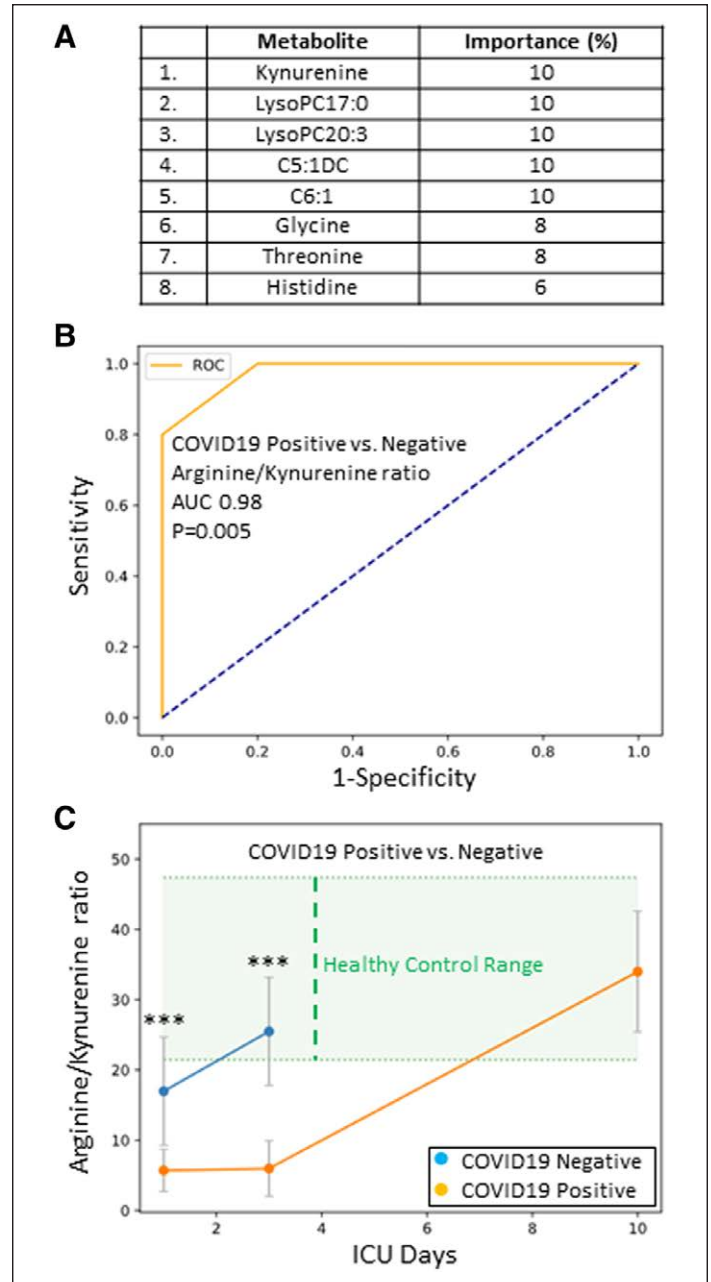 A
Metabolite Importance (%)
1. Kynurenine 10
2. LysoPC17:0 10
3. LysoPC20:3 10
4. C5:1DC 10
5. C6:1 10
6. Glycine 8
7. Threonine 8
8. Histidine 6
B
ROC
COVID19 Positive vs. Negative
Arginine/Kynurenine ratio
AUC 0.98
P=0.005
Sensitivity
1.0
0.8
0.6
0.4
0.2
0.0
0.0 0.2 0.4 0.6 0.8 1.0
1-Specificity
C
COVID19 Positive vs. Negative
Arginine/Kynurenine ratio
50
40
30
20
10
0
***
***
Healthy Control Range
COVID19 Negative
COVID19 Positive
2 4 6 8 10
ICU Days